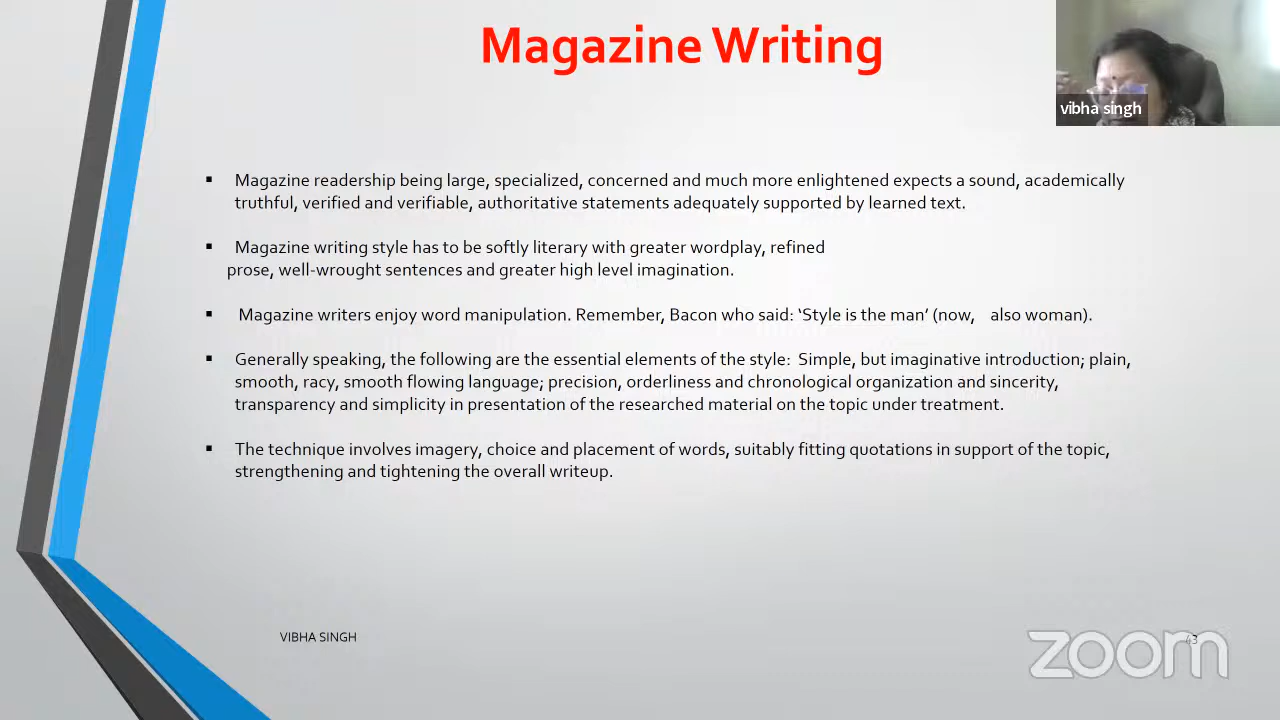 Magazine Writing
vibha singh
▪ Magazine readership being large, specialized, concerned and much more enlightened expects a sound, academically
truthful, verified and verifiable, authoritative statements adequately supported by learned text.
▪ Magazine writing style has to be softly literary with greater wordplay, refined
prose, well-wrought sentences and greater high level imagination.
▪ Magazine writers enjoy word manipulation. Remember, Bacon who said: ‘Style is the man’ (now, also woman).
▪ Generally speaking, the following are the essential elements of the style: Simple, but imaginative introduction; plain,
smooth, racy, smooth flowing language; precision, orderliness and chronological organization and sincerity,
transparency and simplicity in presentation of the researched material on the topic under treatment.
▪ The technique involves imagery, choice and placement of words, suitably fitting quotations in support of the topic,
strengthening and tightening the overall writeup.
VIBHA SINGH
43
zoom